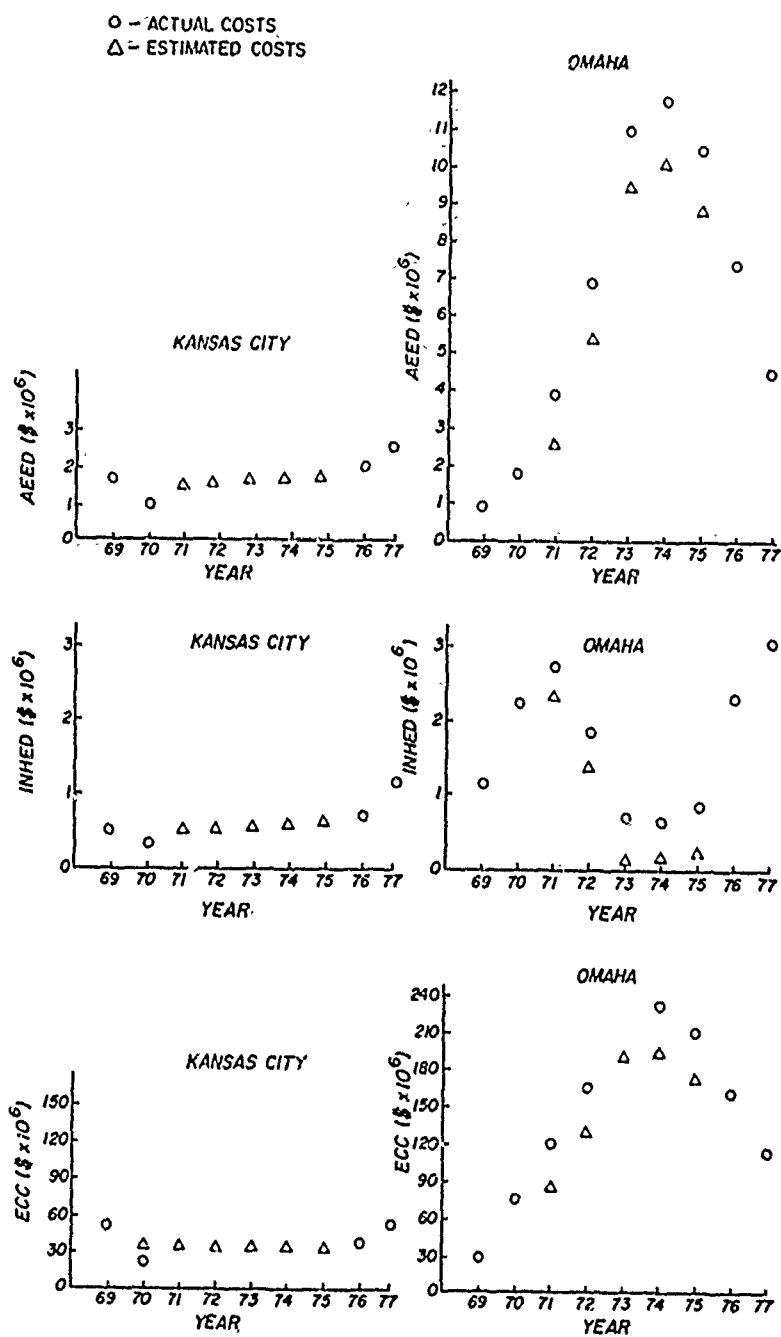 O - ACTUAL COSTS
△ - ESTIMATED COSTS
OMAHA
12
11
10
9
8
7
6
5
4
3
2
1
0
AEED ($ x10⁶)
69 70 71 72 73 74 75 76 77
YEAR
KANSAS CITY
3
2
1
0
AEED ($ x10⁶)
69 70 71 72 73 74 75 76 77
YEAR
KANSAS CITY
3
2
1
0
INHED ($ x10⁶)
69 70 71 72 73 74 75 76 77
YEAR
OMAHA
3
2
1
0
INHED ($ x10⁶)
69 70 71 72 73 74 75 76 77
YEAR
KANSAS CITY
150
120
90
60
30
0
ECC ($ x10⁶)
69 70 71 72 73 74 75 76 77
YEAR
OMAHA
240
210
180
150
120
90
60
30
0
ECC ($ x10⁶)
69 70 71 72 73 74 75 76 77
YEAR